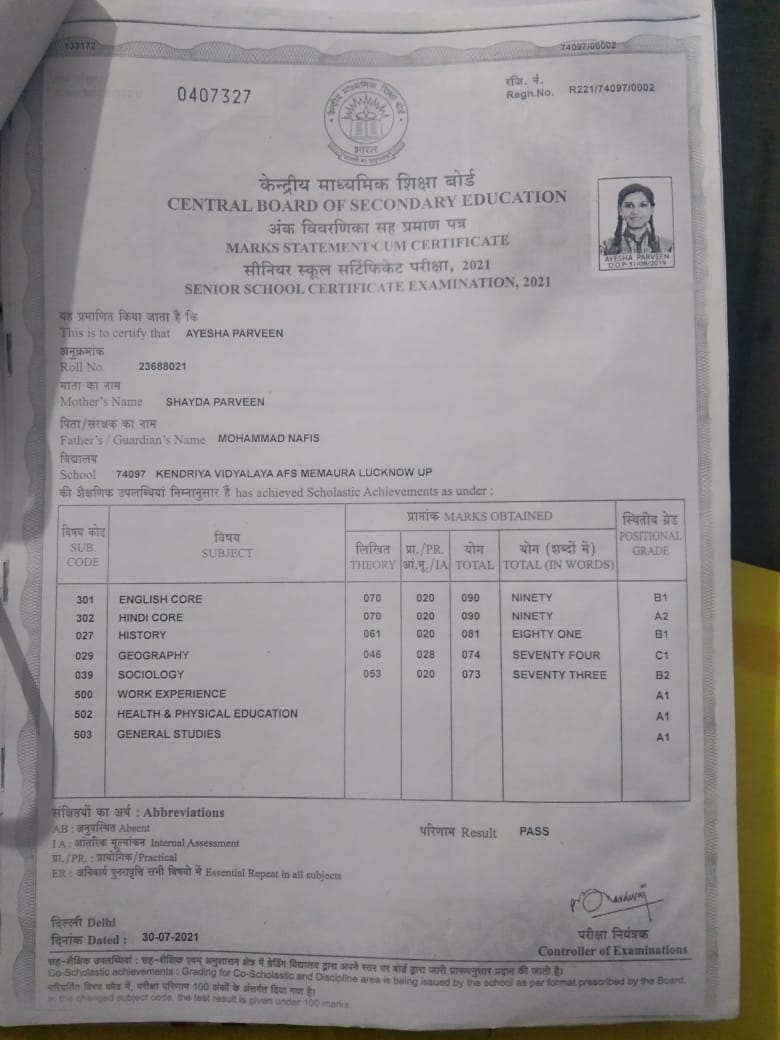 133172
74097/00002
0407327
रजि. नं.
Regn.No. R221/74097/0002
केन्द्रीय माध्यमिक शिक्षा बोर्ड
भारत
केन्द्रीय माध्यमिक शिक्षा बोर्ड
CENTRAL BOARD OF SECONDARY EDUCATION
अंक विवरणिका सह प्रमाण पत्र
MARKS STATEMENT CUM CERTIFICATE
सीनियर स्कूल सर्टिफिकेट परीक्षा, 2021
SENIOR SCHOOL CERTIFICATE EXAMINATION, 2021
AYESHA PARVEEN
D.O.P-31/08/2019
यह प्रमाणित किया जाता है कि
This is to certify that AYESHA PARVEEN
अनुक्रमांक
Roll No. 23688021
माता का नाम
Mother's Name SHAYDA PARVEEN
पिता/संरक्षक का नाम
Father's / Guardian's Name MOHAMMAD NAFIS
विद्यालय
School 74097 KENDRIYA VIDYALAYA AFS MEMAURA LUCKNOW UP
की शैक्षणिक उपलब्धियां निम्नानुसार हैं has achieved Scholastic Achievements as under :
विषय कोड SUB. CODE
विषय SUBJECT
प्राप्तांक MARKS OBTAINED
लिखित THEORY
प्रा./PR. आं.मू./IA
योग TOTAL
योग (शब्दों में) TOTAL (IN WORDS)
स्थितीय ग्रेड POSITIONAL GRADE
301 ENGLISH CORE 070 020 090 NINETY B1
302 HINDI CORE 070 020 090 NINETY A2
027 HISTORY 061 020 081 EIGHTY ONE B1
029 GEOGRAPHY 046 028 074 SEVENTY FOUR C1
039 SOCIOLOGY 053 020 073 SEVENTY THREE B2
500 WORK EXPERIENCE A1
502 HEALTH & PHYSICAL EDUCATION A1
503 GENERAL STUDIES A1
संक्षिप्तियों का अर्थ : Abbreviations
AB : अनुपस्थित Absent
I A : आंतरिक मूल्यांकन Internal Assessment
प्रा./PR. : प्रायोगिक/Practical
ER : अनिवार्य पुनरावृत्ति सभी विषयो में Essential Repeat in all subjects
परिणाम Result PASS
दिल्ली Delhi
दिनांक Dated : 30-07-2021
परीक्षा नियंत्रक
Controller of Examinations
सह-शैक्षिक उपलब्धियां : सह-शैक्षिक एवम् अनुशासन क्षेत्र में ग्रेडिंग विद्यालय द्वारा अपने स्तर पर बोर्ड द्वारा जारी प्रारूपनुसार प्रदान की जाती है।
Co-Scholastic achievements : Grading for Co-Scholastic and Discipline area is being issued by the school as per format prescribed by the Board.
परिवर्तित विषय कोड में, परीक्षा परिणाम 100 अंकों के अंतर्गत दिया गया है।
In the changed subject code, the test result is given under 100 marks.